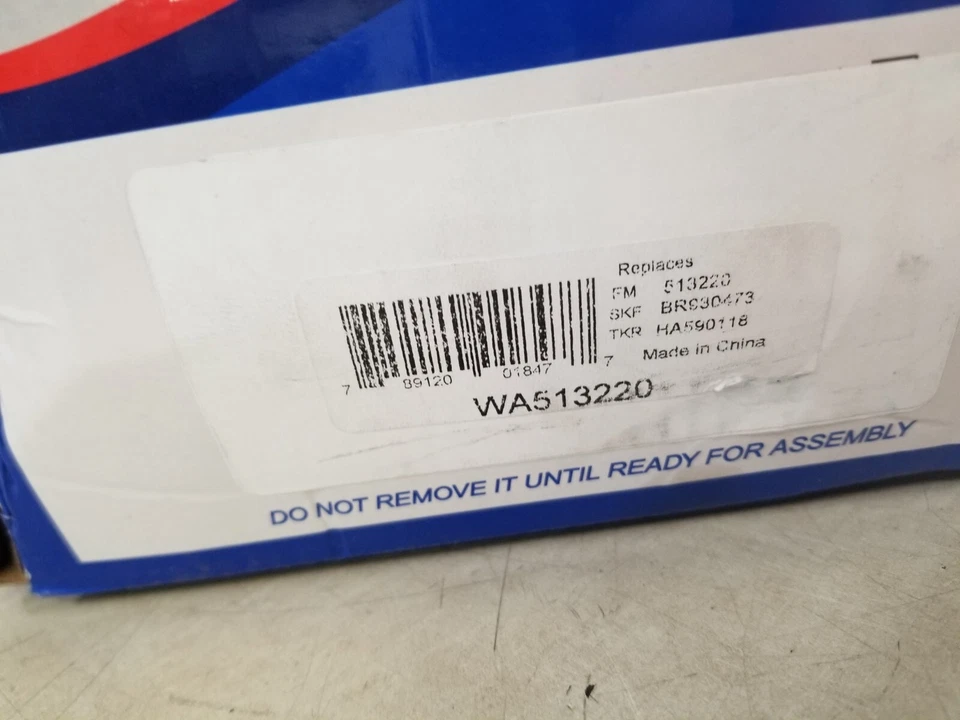 Replaces
FM 513220
SKF BR930473
TKR HA590118
Made in China
7 89120 01847 7
WA513220
DO NOT REMOVE IT UNTIL READY FOR ASSEMBLY